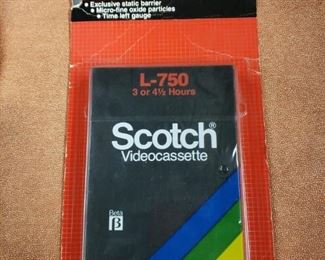 • Exclusive static barrier
• Micro-fine oxide particles
• Time left gauge
L-750
3 or 4½ Hours
Scotch®
Videocassette
Beta
β